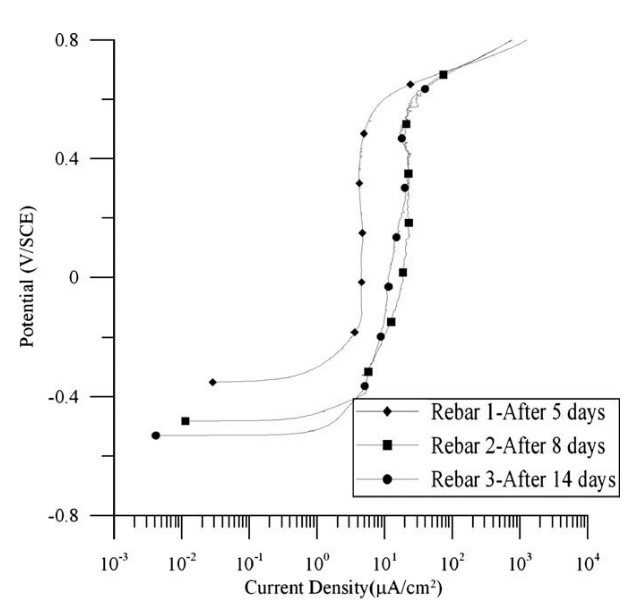 0.8
0.4
0
-0.4
-0.8
Potential (V/SCE)
Rebar 1-After 5 days
Rebar 2-After 8 days
Rebar 3-After 14 days
10⁻³ 10⁻² 10⁻¹ 10⁰ 10¹ 10² 10³ 10⁴
Current Density(μA/cm²)